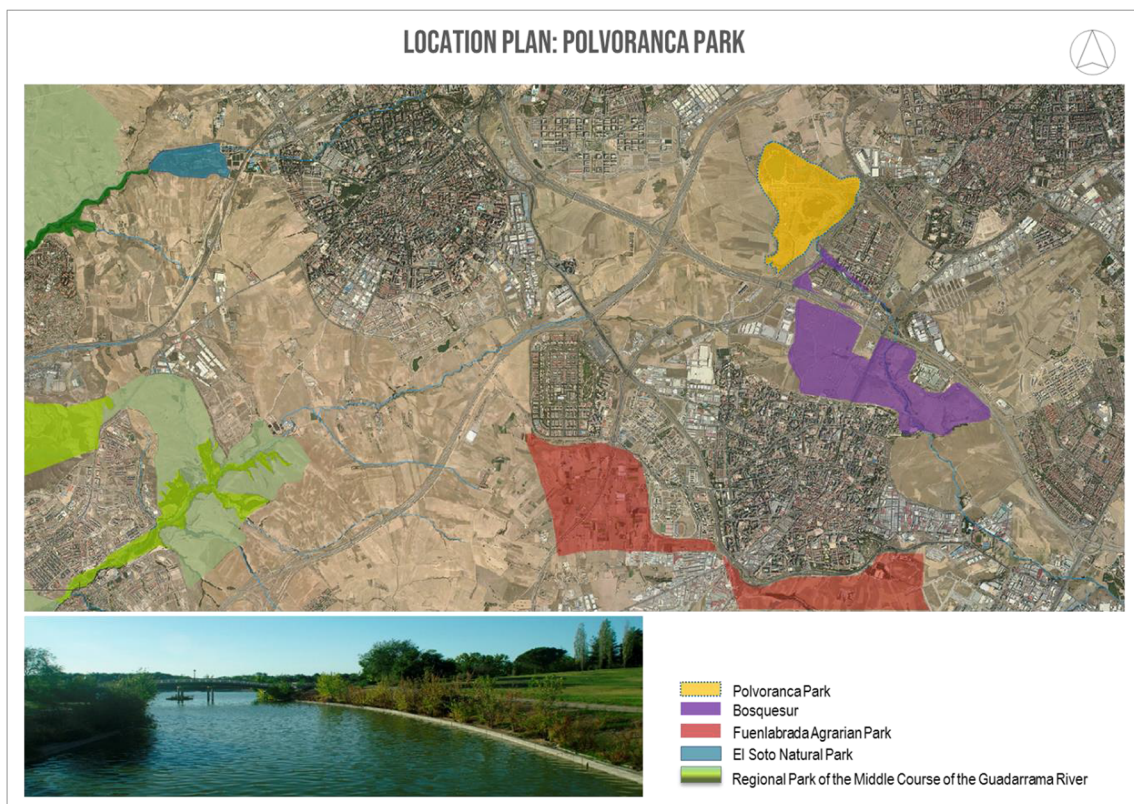 LOCATION PLAN: POLVORANCA PARK
Polvoranca Park
Bosquesur
Fuenlabrada Agrarian Park
El Soto Natural Park
Regional Park of the Middle Course of the Guadarrama River